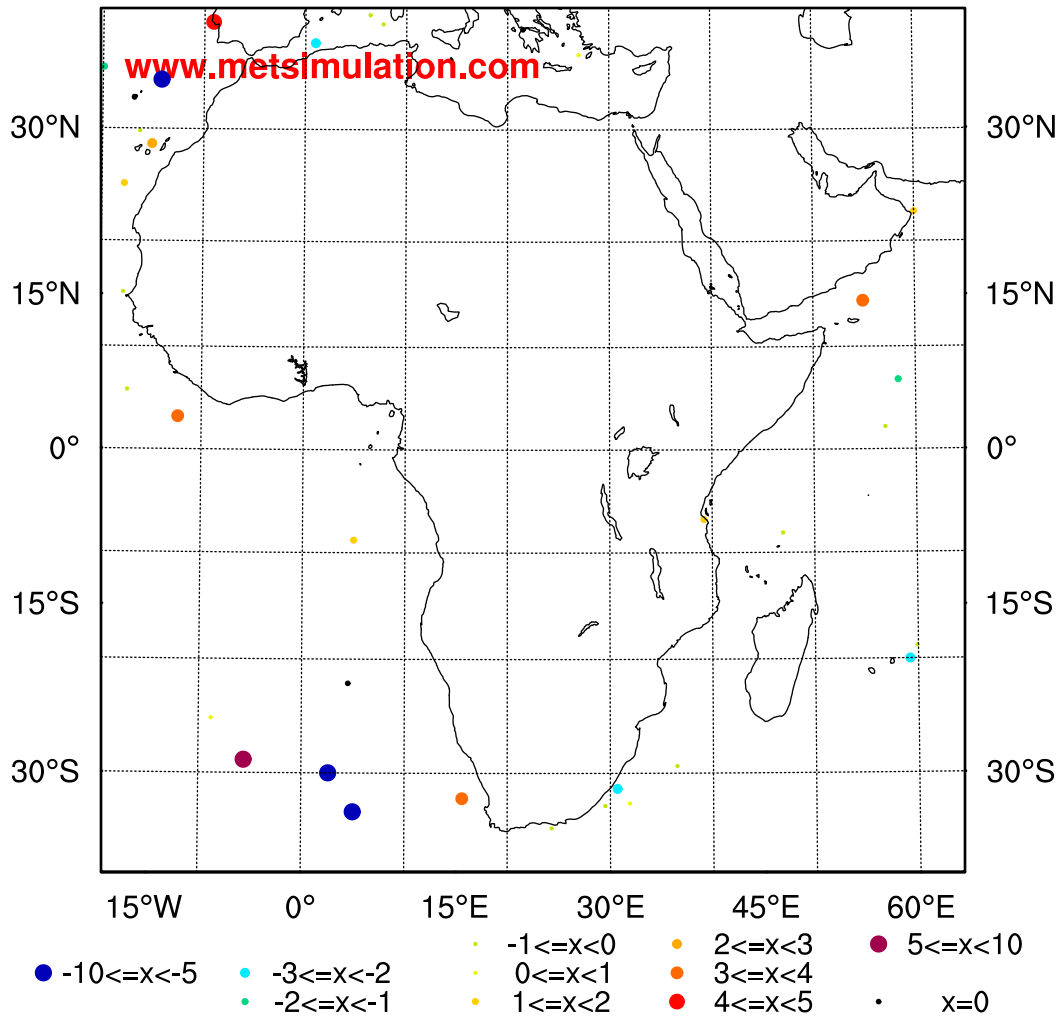 www.metsimulation.com
30°N 30°N
15°N 15°N
0° 0°
15°S 15°S
30°S 30°S
15°W 0° 15°E 30°E 45°E 60°E
-1<=x<0 2<=x<3 5<=x<10
-10<=x<-5 -3<=x<-2 0<=x<1 3<=x<4
-2<=x<-1 1<=x<2 4<=x<5 x=0